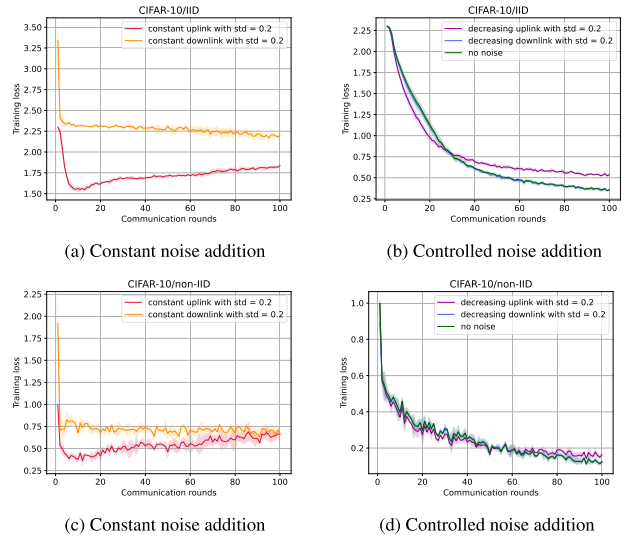 CIFAR-10/IID
3.50
3.25
3.00
2.75
2.50
2.25
2.00
1.75
1.50
Training loss
constant uplink with std = 0.2
constant downlink with std = 0.2
0
20
40
60
80
100
Communication rounds
(a) Constant noise addition
CIFAR-10/IID
2.25
2.00
1.75
1.50
1.25
1.00
0.75
0.50
0.25
Training loss
decreasing uplink with std = 0.2
decreasing downlink with std = 0.2
no noise
0
20
40
60
80
100
Communication rounds
(b) Controlled noise addition
CIFAR-10/non-IID
2.25
2.00
1.75
1.50
1.25
1.00
0.75
0.50
0.25
Training loss
constant uplink with std = 0.2
constant downlink with std = 0.2
0
20
40
60
80
100
Communication rounds
(c) Constant noise addition
CIFAR-10/non-IID
1.0
0.8
0.6
0.4
0.2
Training loss
decreasing uplink with std = 0.2
decreasing downlink with std = 0.2
no noise
0
20
40
60
80
100
Communication rounds
(d) Controlled noise addition